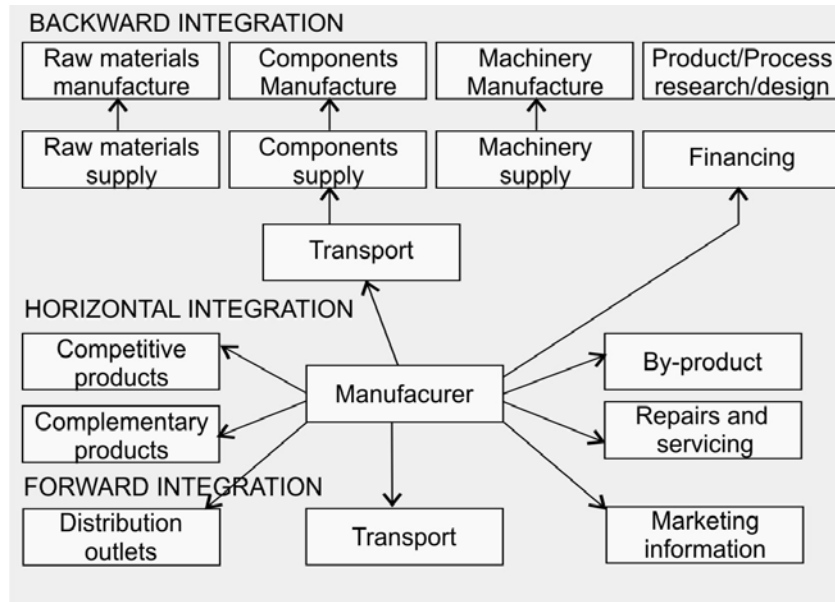 BACKWARD INTEGRATION
Raw materials
manufacture
Components
Manufacture
Machinery
Manufacture
Product/Process
research/design
Raw materials
supply
Components
supply
Machinery
supply
Financing
Transport
HORIZONTAL INTEGRATION
Competitive
products
Manufacurer
By-product
Complementary
products
Repairs and
servicing
FORWARD INTEGRATION
Distribution
outlets
Transport
Marketing
information